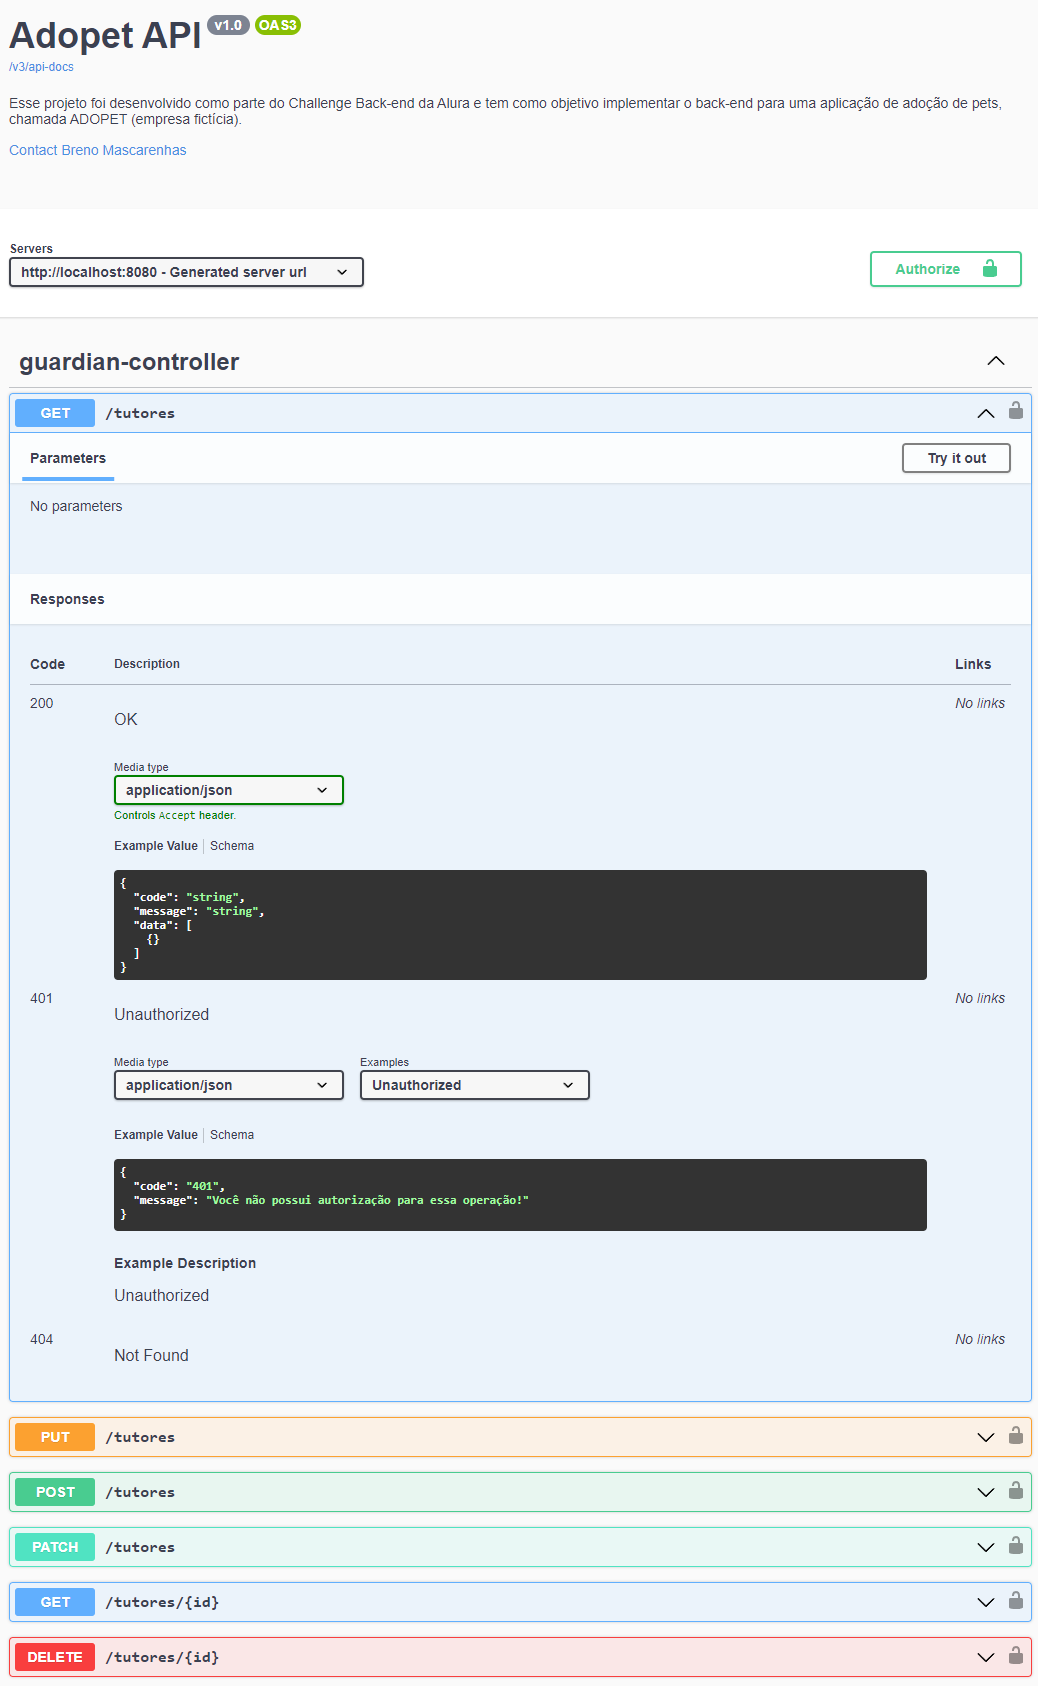 Adopet API v1.0 OAS3
/v3/api-docs
Esse projeto foi desenvolvido como parte do Challenge Back-end da Alura e tem como objetivo implementar o back-end para uma aplicação de adoção de pets,
chamada ADOPET (empresa fictícia).
Contact Breno Mascarenhas
Servers
http://localhost:8080 - Generated server url
Authorize
guardian-controller
GET /tutores
Parameters
Try it out
No parameters
Responses
Code Description Links
200 No links
OK
Media type
application/json
Controls Accept header.
Example Value Schema
{
  "code": "string",
  "message": "string",
  "data": [
    {}
  ]
}
401 No links
Unauthorized
Media type Examples
application/json Unauthorized
Example Value Schema
{
  "code": "401",
  "message": "Você não possui autorização para essa operação!"
}
Example Description
Unauthorized
404 No links
Not Found
PUT /tutores
POST /tutores
PATCH /tutores
GET /tutores/{id}
DELETE /tutores/{id}